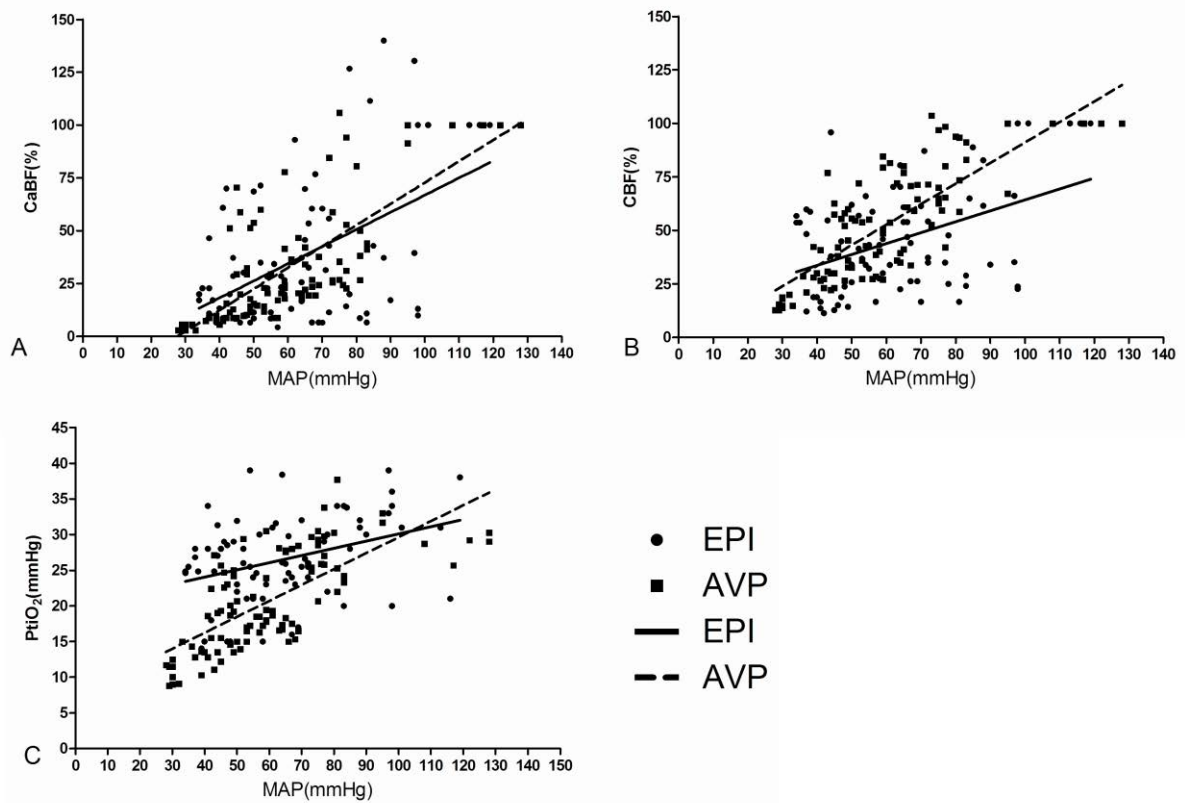 150
125
100
75
50
25
0
CaBF(%)
0 10 20 30 40 50 60 70 80 90 100 110 120 130 140
MAP(mmHg)
A
150
125
100
75
50
25
0
CBF(%)
0 10 20 30 40 50 60 70 80 90 100 110 120 130 140
MAP(mmHg)
B
45
40
35
30
25
20
15
10
5
0
PtiO₂(mmHg)
0 10 20 30 40 50 60 70 80 90 100 110 120 130 140 150
MAP(mmHg)
C
EPI
AVP
EPI
AVP